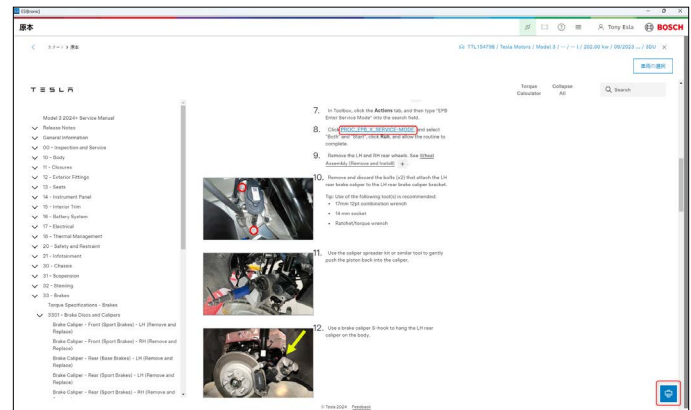 ES[tronic]
原本
A Tony Esla
BOSCH
ステート > 原本
TTL154798 / Tesla Motors / Model 3 / -- / -- (-) / 202.00 kw / 09/2023 ... / 3DU
車両の選択
TESLA
Torque Calculator
Collapse All
Search
Model 3 2024+ Service Manual
Release Notes
General Information
00 - Inspection and Service
10 - Body
11 - Closures
12 - Exterior Fittings
13 - Seats
14 - Instrument Panel
15 - Interior Trim
16 - Battery System
17 - Electrical
18 - Thermal Management
20 - Safety and Restraint
21 - Infotainment
30 - Chassis
31 - Suspension
32 - Steering
33 - Brakes
Torque Specifications - Brakes
3301 - Brake Discs and Calipers
Brake Caliper - Front (Sport Brakes) - LH (Remove and
Replace)
Brake Caliper - Front (Sport Brakes) - RH (Remove and
Replace)
Brake Caliper - Rear (Base Brakes) - LH (Remove and
Replace)
Brake Caliper - Rear (Sport Brakes) - LH (Remove and
Replace)
Brake Caliper - Rear (Sport Brakes) - RH (Remove and
7. In Toolbox, click the Actions tab, and then type "EPB
Enter Service Mode" into the search field.
8. Click PROC_EPB_X_SERVICE-MODE, and select
"Both" and "Start", click Run, and allow the routine to
complete.
9. Remove the LH and RH rear wheels. See Wheel
Assembly (Remove and Install) +.
10. Remove and discard the bolts (x2) that attach the LH
rear brake caliper to the LH rear brake caliper bracket.
Tip: Use of the following tool(s) is recommended:
• 17mm 12pt combination wrench
• 14 mm socket
• Ratchet/torque wrench
11. Use the caliper spreader kit or similar tool to gently
push the piston back into the caliper.
12. Use a brake caliper S-hook to hang the LH rear
caliper on the body.
© Tesla 2024 Feedback